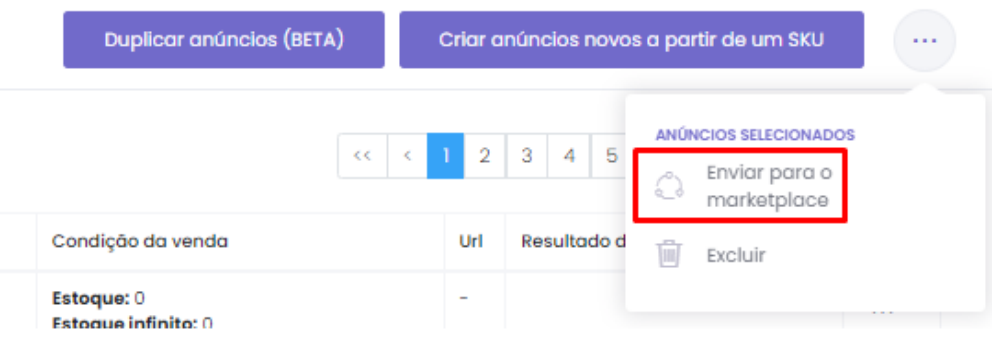 Duplicar anúncios (BETA)
Criar anúncios novos a partir de um SKU
...
ANÚNCIOS SELECIONADOS
<< < 1 2 3 4 5
Enviar para o
marketplace
Condição da venda
Url
Resultado d
Excluir
Estoque: 0
-
Estoque infinito: 0